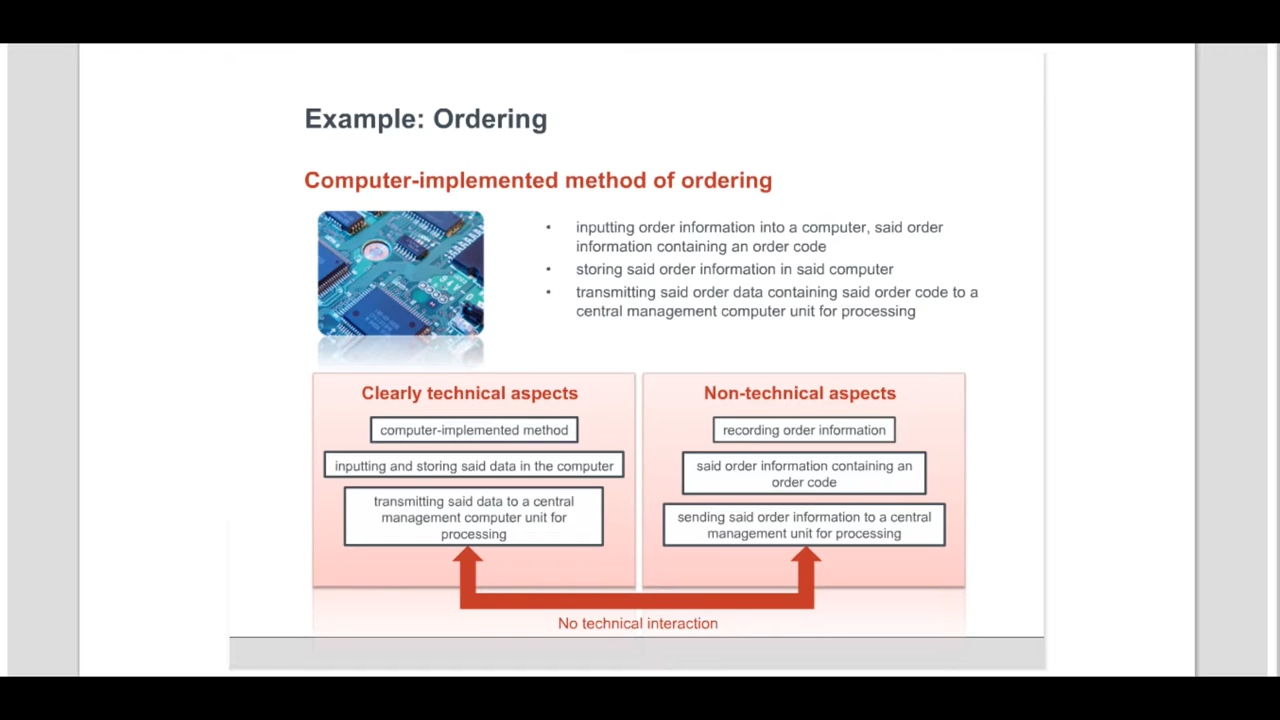 Example: Ordering
Computer-implemented method of ordering
• inputting order information into a computer, said order
information containing an order code
• storing said order information in said computer
• transmitting said order data containing said order code to a
central management computer unit for processing
Clearly technical aspects
computer-implemented method
inputting and storing said data in the computer
transmitting said data to a central
management computer unit for
processing
Non-technical aspects
recording order information
said order information containing an
order code
sending said order information to a central
management unit for processing
No technical interaction